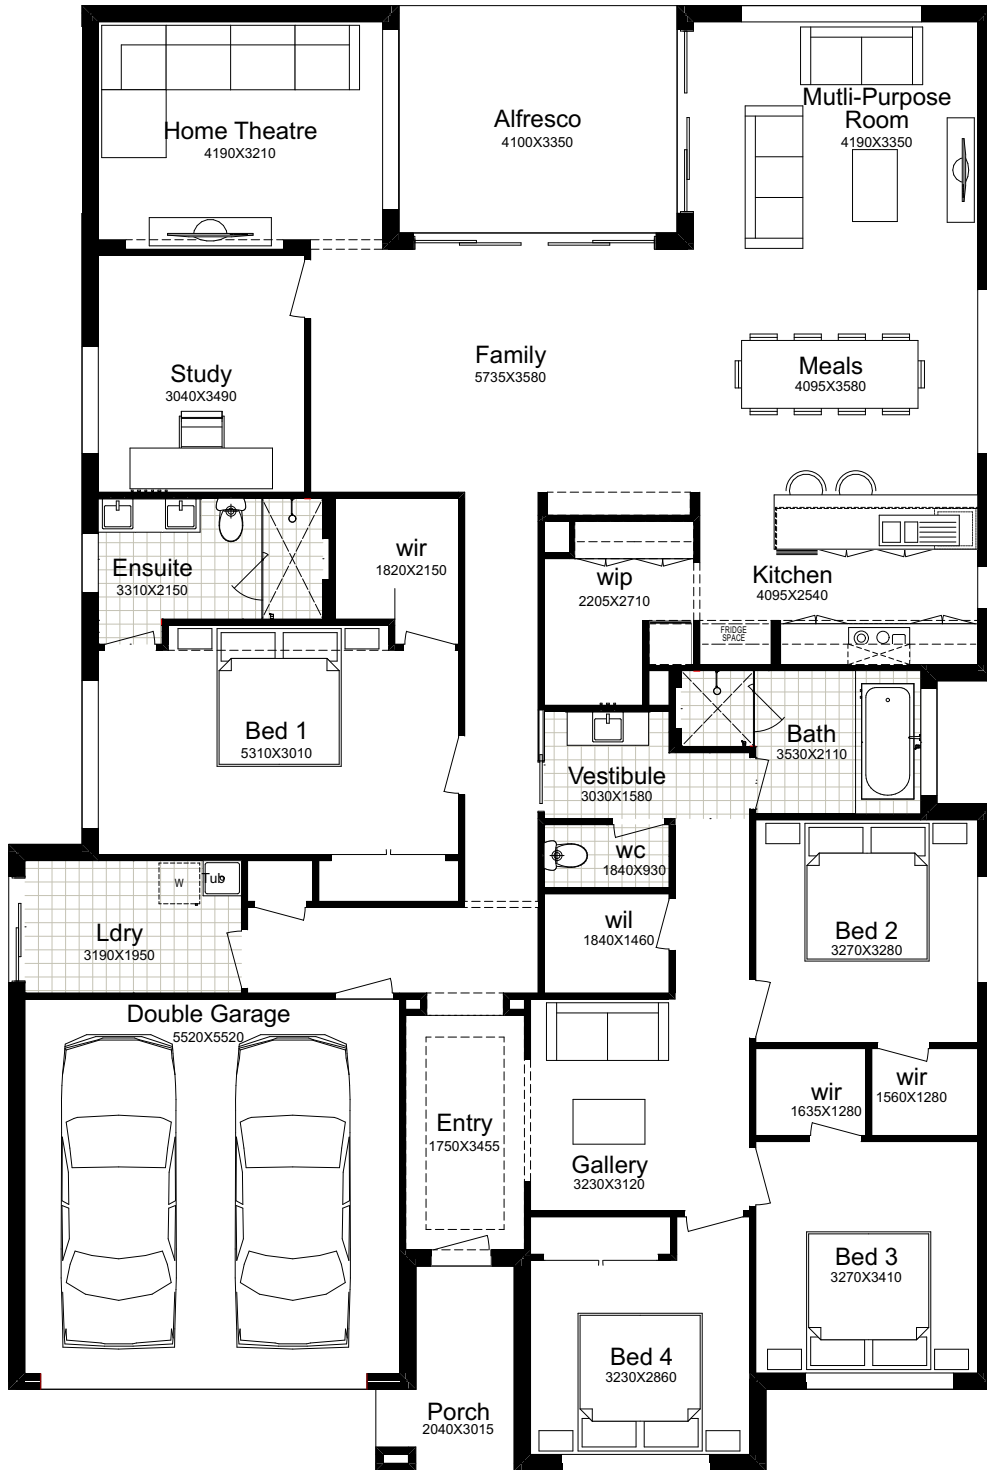 Home Theatre
4190X3210
Alfresco
4100X3350
Mutli-Purpose
Room
4190X3350
Study
3040X3490
Family
5735X3580
Meals
4095X3580
Ensuite
3310X2150
wir
1820X2150
wip
2205X2710
Kitchen
4095X2540
FRIDGE
SPACE
Bed 1
5310X3010
Vestibule
3030X1580
Bath
3530X2110
wc
1840X930
W
Tub
Ldry
3190X1950
wil
1840X1460
Bed 2
3270X3280
Double Garage
5520X5520
Entry
1750X3455
Gallery
3230X3120
wir
1635X1280
wir
1560X1280
Bed 3
3270X3410
Bed 4
3230X2860
Porch
2040X3015